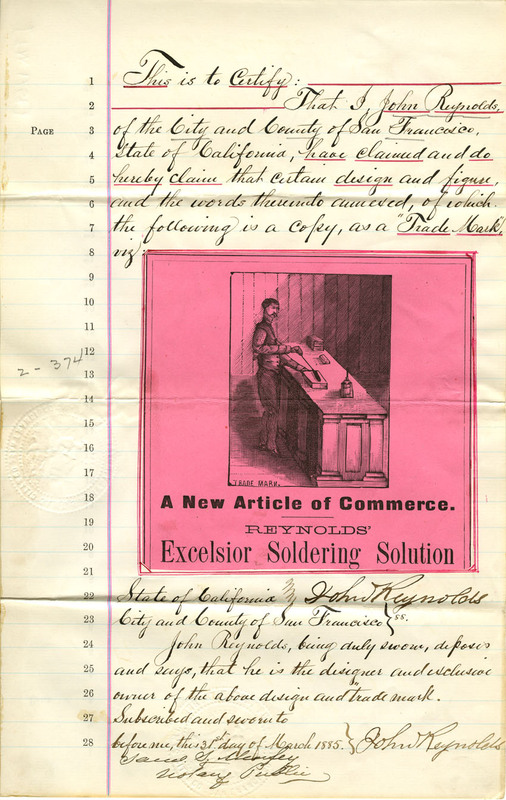 1 This is to Certify:
2 That I, John Reynolds,
PAGE 3 of the City and County of San Francisco,
4 State of California, have claimed and do
5 hereby claim that certain design and figure,
6 and the words thereinto annexed, of which
7 the following is a copy, as a "Trade Mark",
8 viz:
9
10
11
2-374
12
13
14
15
16
17
TRADE MARK.
18 A New Article of Commerce.
19 REYNOLDS'
20 Excelsior Soldering Solution
21
22 State of California John Reynolds
23 City and County of San Francisco } ss.
24 John Reynolds, being duly sworn, deposes
25 and says, that he is the disigner and exclusive
26 owner of the above design and trade mark.
27 Subscribed and sworn to
28 before me, this 31st day of March 1885. } John Reynolds
Notary Public